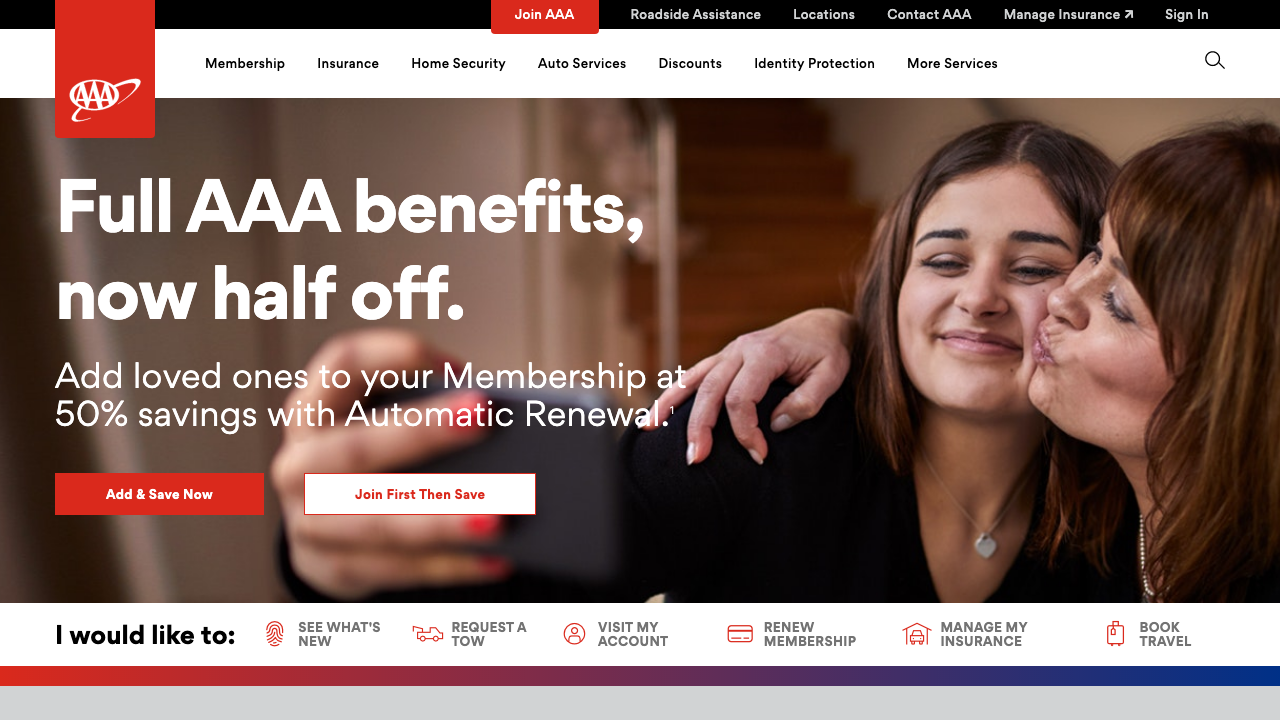 Join AAA
Roadside Assistance
Locations
Contact AAA
Manage Insurance
Sign In
AAA
Membership
Insurance
Home Security
Auto Services
Discounts
Identity Protection
More Services
Full AAA benefits,
now half off.
Add loved ones to your Membership at
50% savings with Automatic Renewal.1
Add & Save Now
Join First Then Save
I would like to:
SEE WHAT'S
NEW
REQUEST A
TOW
VISIT MY
ACCOUNT
RENEW
MEMBERSHIP
MANAGE MY
INSURANCE
BOOK
TRAVEL